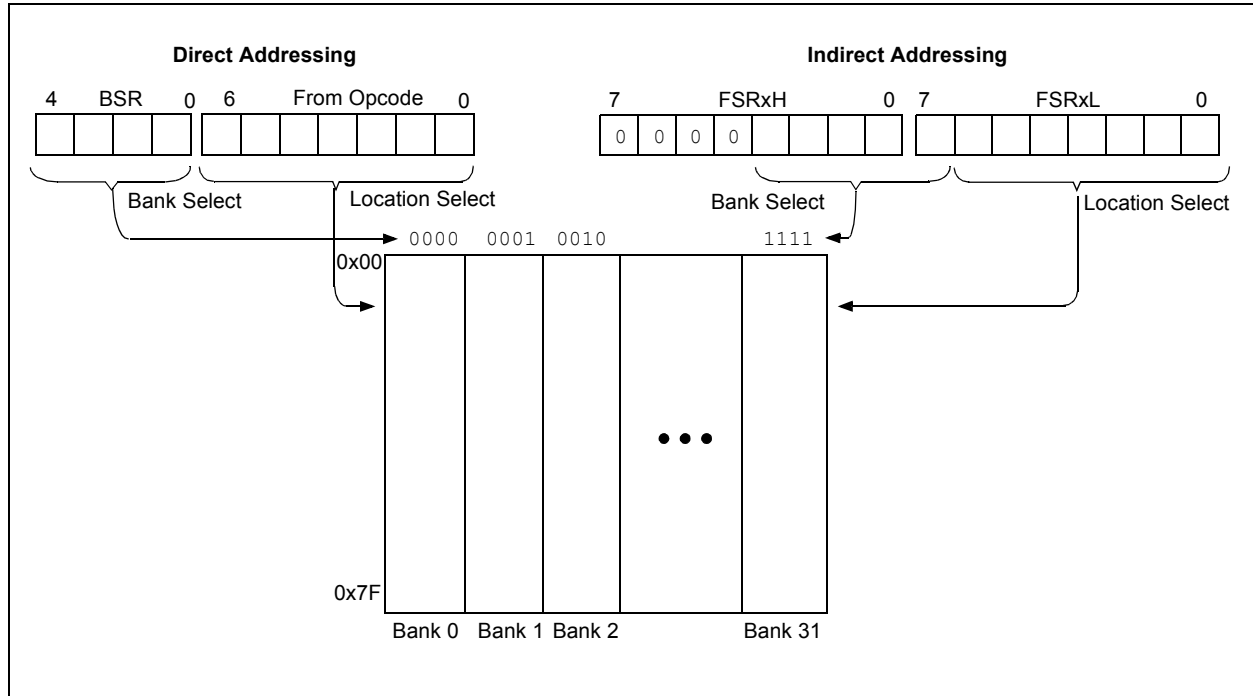 Direct Addressing
Indirect Addressing
4 BSR 0 6 From Opcode 0
7 FSRxH 0 7 FSRxL 0
0 0 0 0
Bank Select
Location Select
Bank Select
Location Select
0000 0001 0010 1111
0x00
0x7F
Bank 0 Bank 1 Bank 2 Bank 31